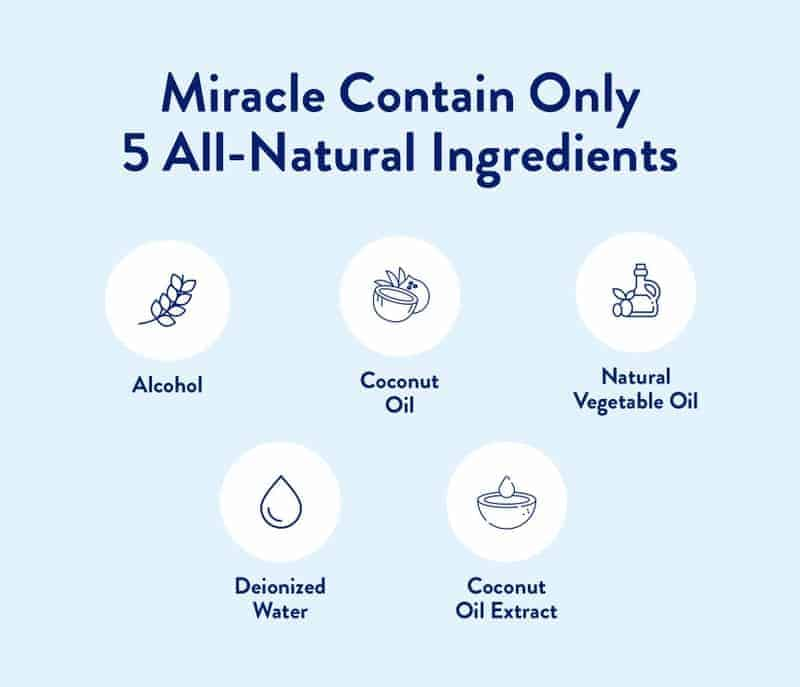 Miracle Contain Only
5 All-Natural Ingredients
Alcohol
Coconut
Oil
Natural
Vegetable Oil
Deionized
Water
Coconut
Oil Extract